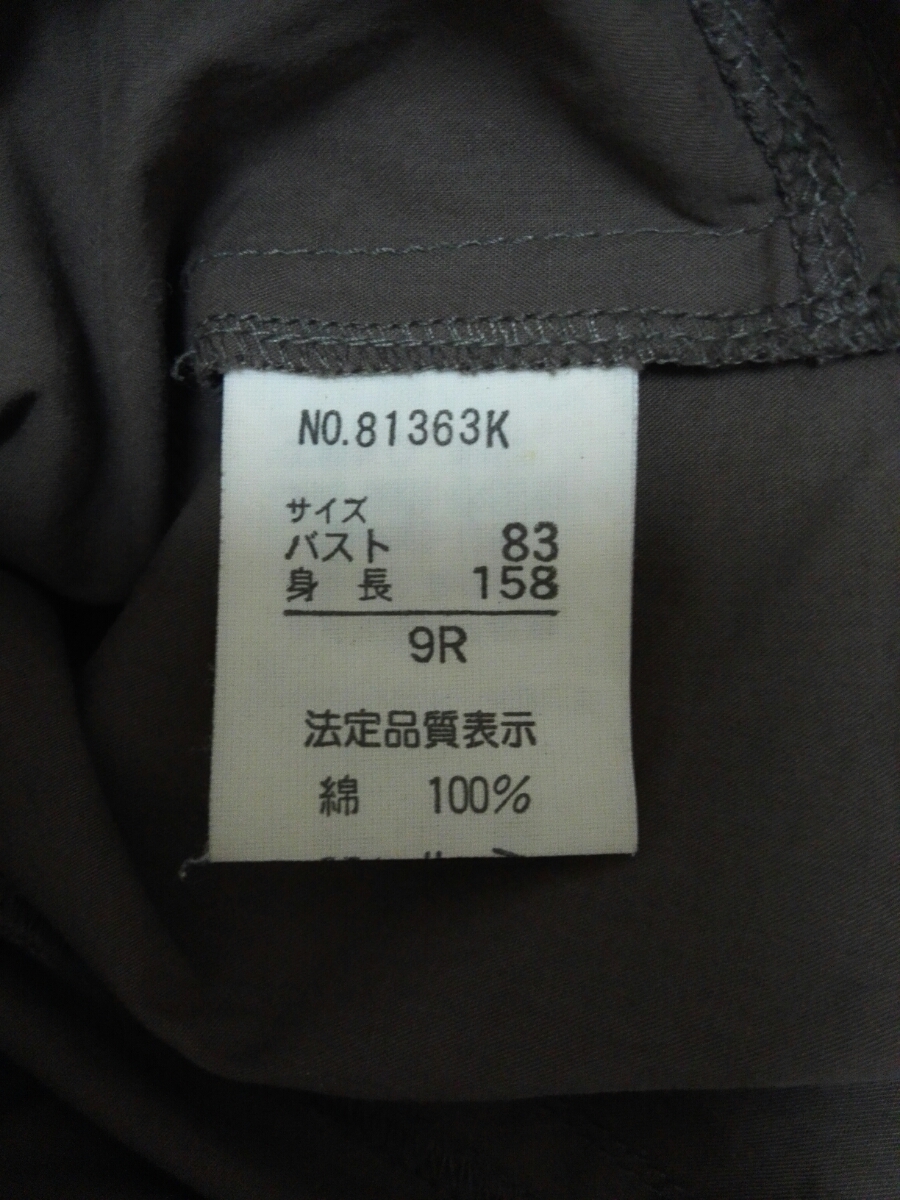 NO.81363K
サイズ
バスト 83
身 長 158
9R
法定品質表示
綿 100%